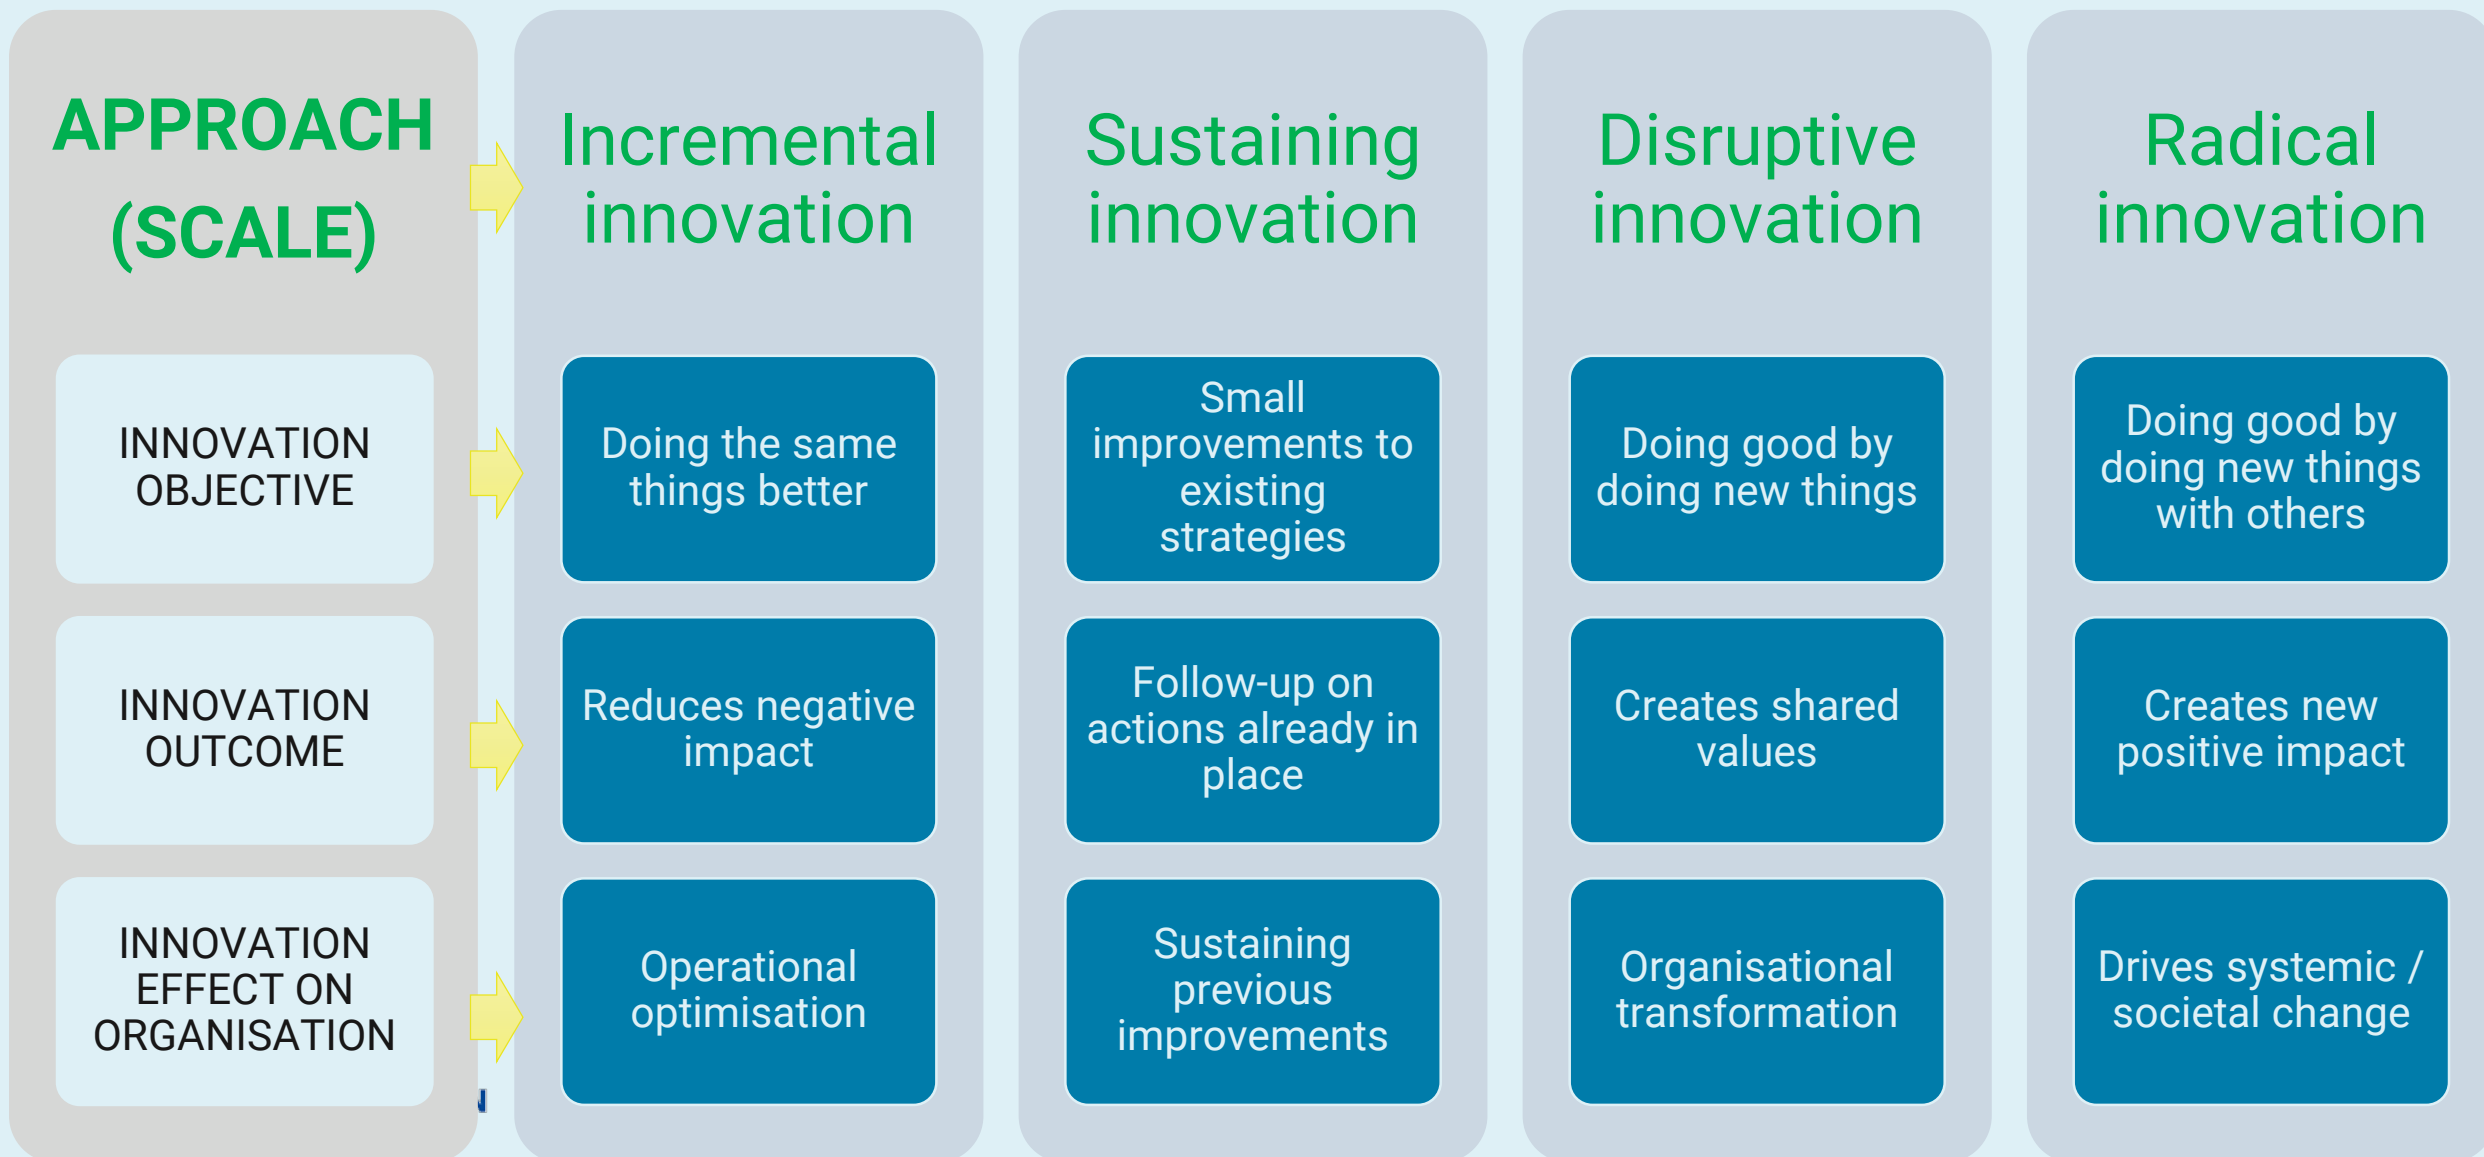 APPROACH
(SCALE)
Incremental
innovation
Sustaining
innovation
Disruptive
innovation
Radical
innovation
INNOVATION
OBJECTIVE
Doing the same
things better
Small
improvements to
existing
strategies
Doing good by
doing new things
Doing good by
doing new things
with others
INNOVATION
OUTCOME
Reduces negative
impact
Follow-up on
actions already in
place
Creates shared
values
Creates new
positive impact
INNOVATION
EFFECT ON
ORGANISATION
Operational
optimisation
Sustaining
previous
improvements
Organisational
transformation
Drives systemic /
societal change